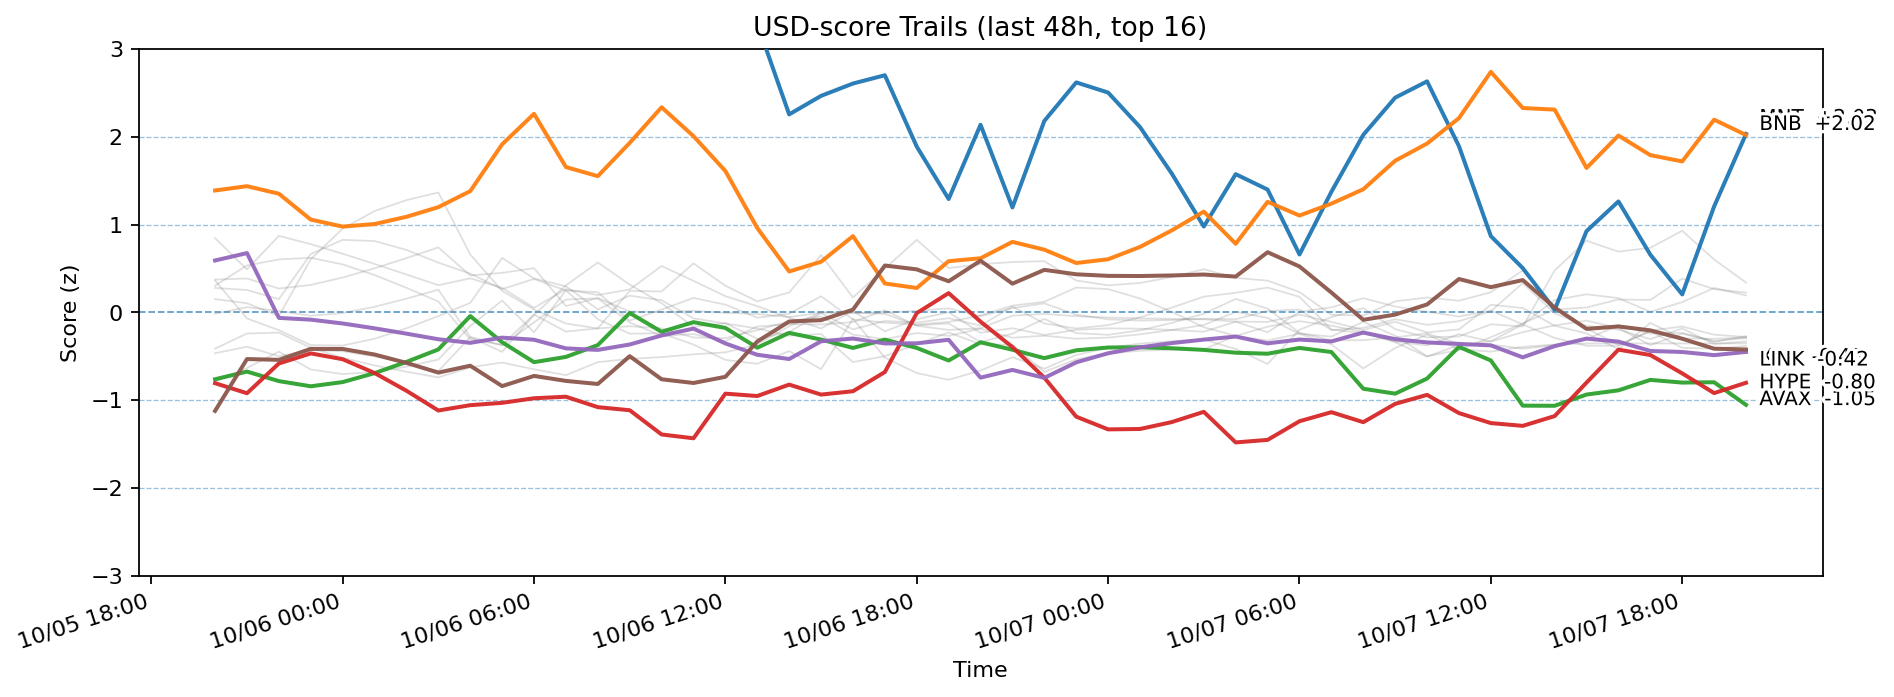 USD-score Trails (last 48h, top 16)
Score (z)
3
2
1
0
−1
−2
−3
BNB +2.02
LINK -0.42
HYPE -0.80
AVAX -1.05
10/05 18:00
10/06 00:00
10/06 06:00
10/06 12:00
10/06 18:00
10/07 00:00
10/07 06:00
10/07 12:00
10/07 18:00
Time